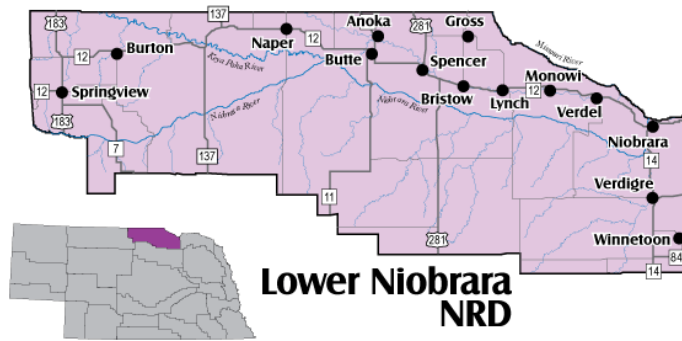 137
183
Anoka
281
Gross
Missouri River
Naper
12
Burton
12
Butte
Spencer
Keya Paha River
Monowi
12
Springview
Niobrara River
Niobrara River
Bristow
Lynch
12
Verdel
183
Niobrara
7
137
14
11
Verdigre
281
Winnetoon
84
14
Lower Niobrara
NRD